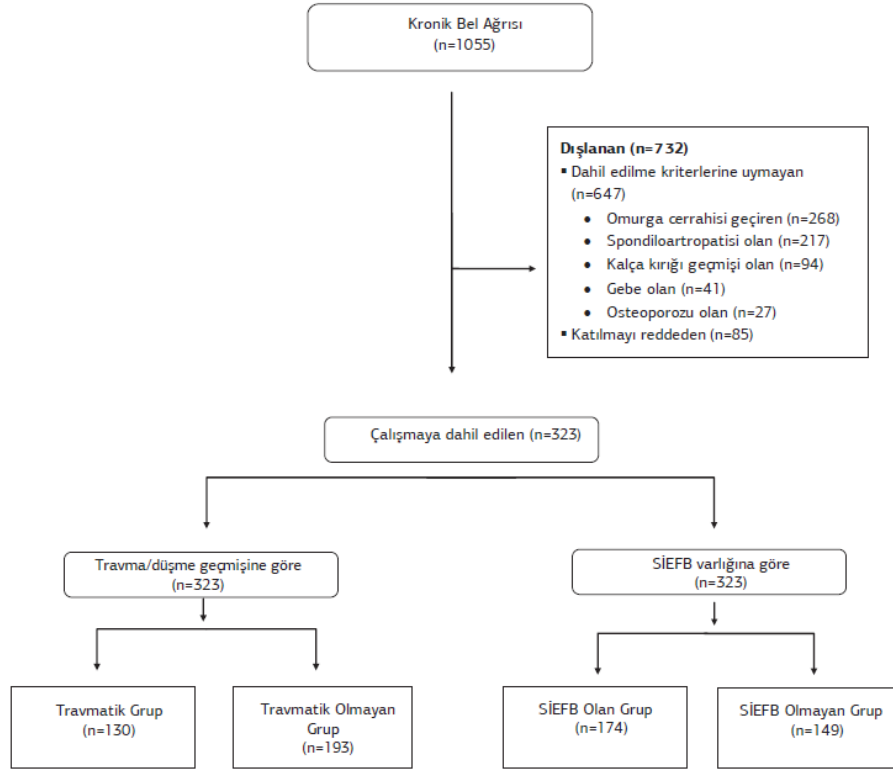 Kronik Bel Ağrısı
(n=1055)
Dışlanan (n=732)
▪ Dahil edilme kriterlerine uymayan
(n=647)
• Omurga cerrahisi geçiren (n=268)
• Spondiloartropatisi olan (n=217)
• Kalça kırığı geçmişi olan (n=94)
• Gebe olan (n=41)
• Osteoporozu olan (n=27)
▪ Katılmayı reddeden (n=85)
Çalışmaya dahil edilen (n=323)
Travma/düşme geçmişine göre
(n=323)
SİEFB varlığına göre
(n=323)
Travmatik Grup
(n=130)
Travmatik Olmayan
Grup
(n=193)
SİEFB Olan Grup
(n=174)
SİEFB Olmayan Grup
(n=149)